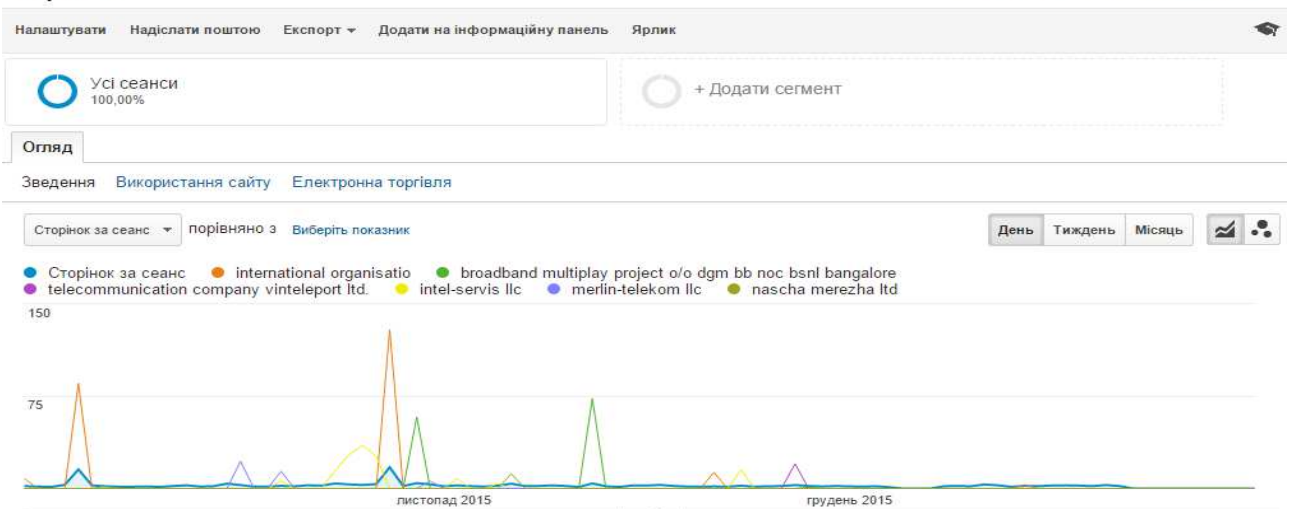 Налаштувати Надіслати поштою Експорт Додати на інформаційну панель Ярлик
Усі сеанси
100,00%
+ Додати сегмент
Огляд
Зведення Використання сайту Електронна торгівля
Сторінок за сеанс порівняно з Виберіть показник День Тиждень Місяць
Сторінок за сеанс international organisatio broadband multiplay project o/o dgm bb noc bsnl bangalore
telecommunication company vinteleport ltd. intel-servis llc merlin-telekom llc nascha merezha ltd
150
75
листопад 2015 грудень 2015